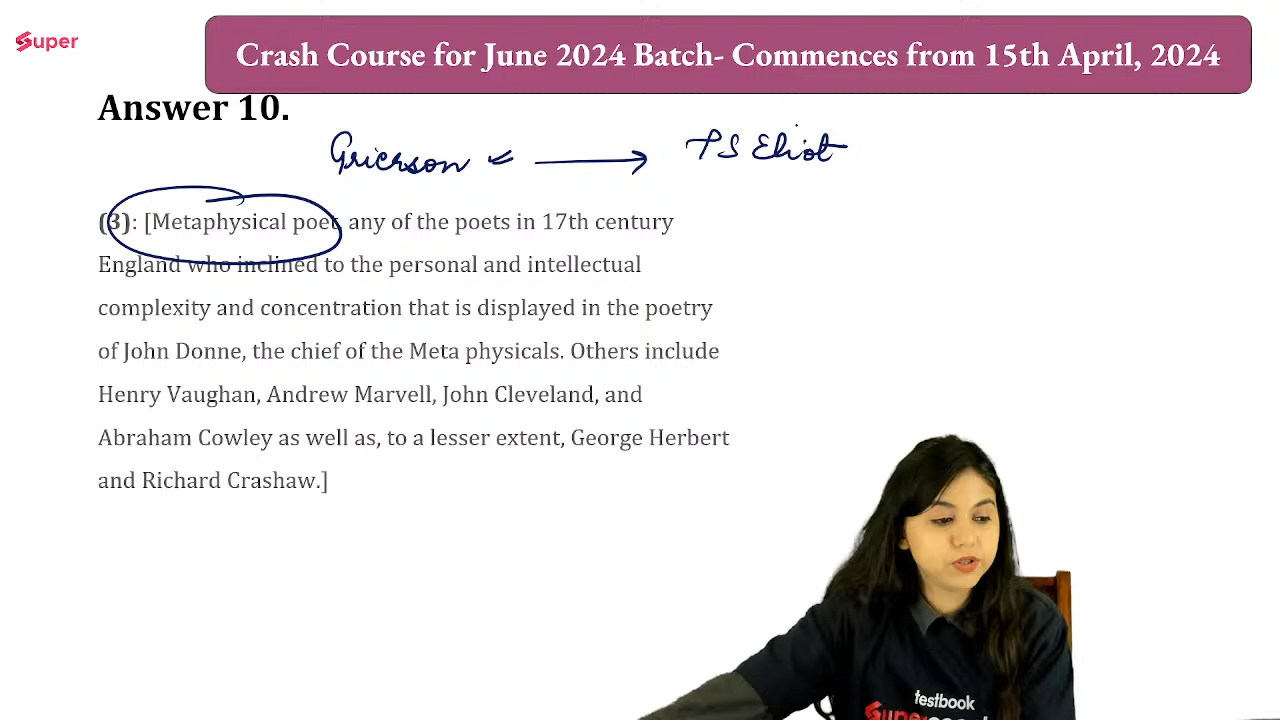 Super
Crash Course for June 2024 Batch- Commences from 15th April, 2024
Answer 10.
Grierson → TS Eliot
(3): [Metaphysical poet, any of the poets in 17th century
England who inclined to the personal and intellectual
complexity and concentration that is displayed in the poetry
of John Donne, the chief of the Meta physicals. Others include
Henry Vaughan, Andrew Marvell, John Cleveland, and
Abraham Cowley as well as, to a lesser extent, George Herbert
and Richard Crashaw.]
testbook